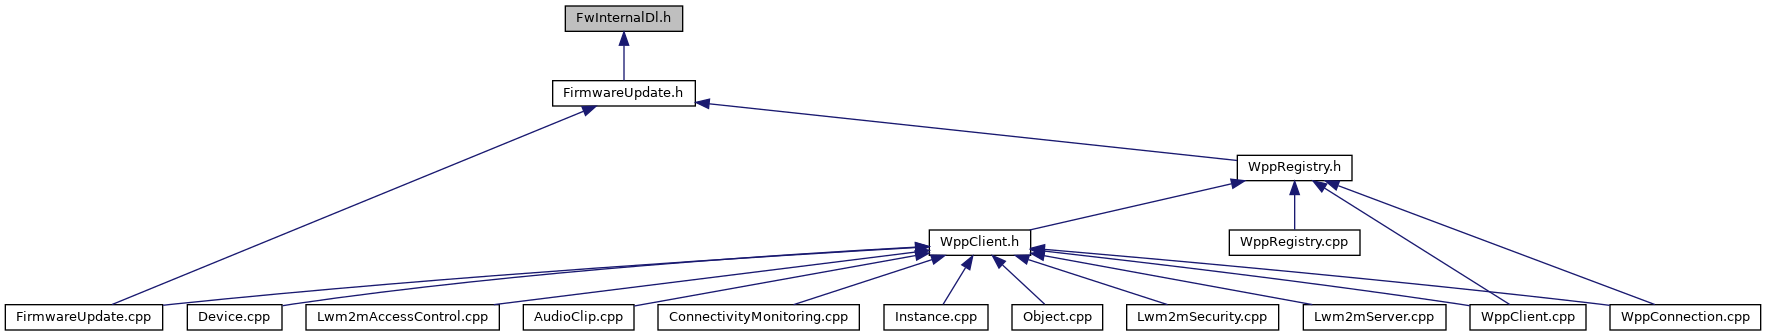 FwInternalDl.h
FirmwareUpdate.h
WppRegistry.h
WppClient.h
WppRegistry.cpp
FirmwareUpdate.cpp
Device.cpp
Lwm2mAccessControl.cpp
AudioClip.cpp
ConnectivityMonitoring.cpp
Instance.cpp
Object.cpp
Lwm2mSecurity.cpp
Lwm2mServer.cpp
WppClient.cpp
WppConnection.cpp